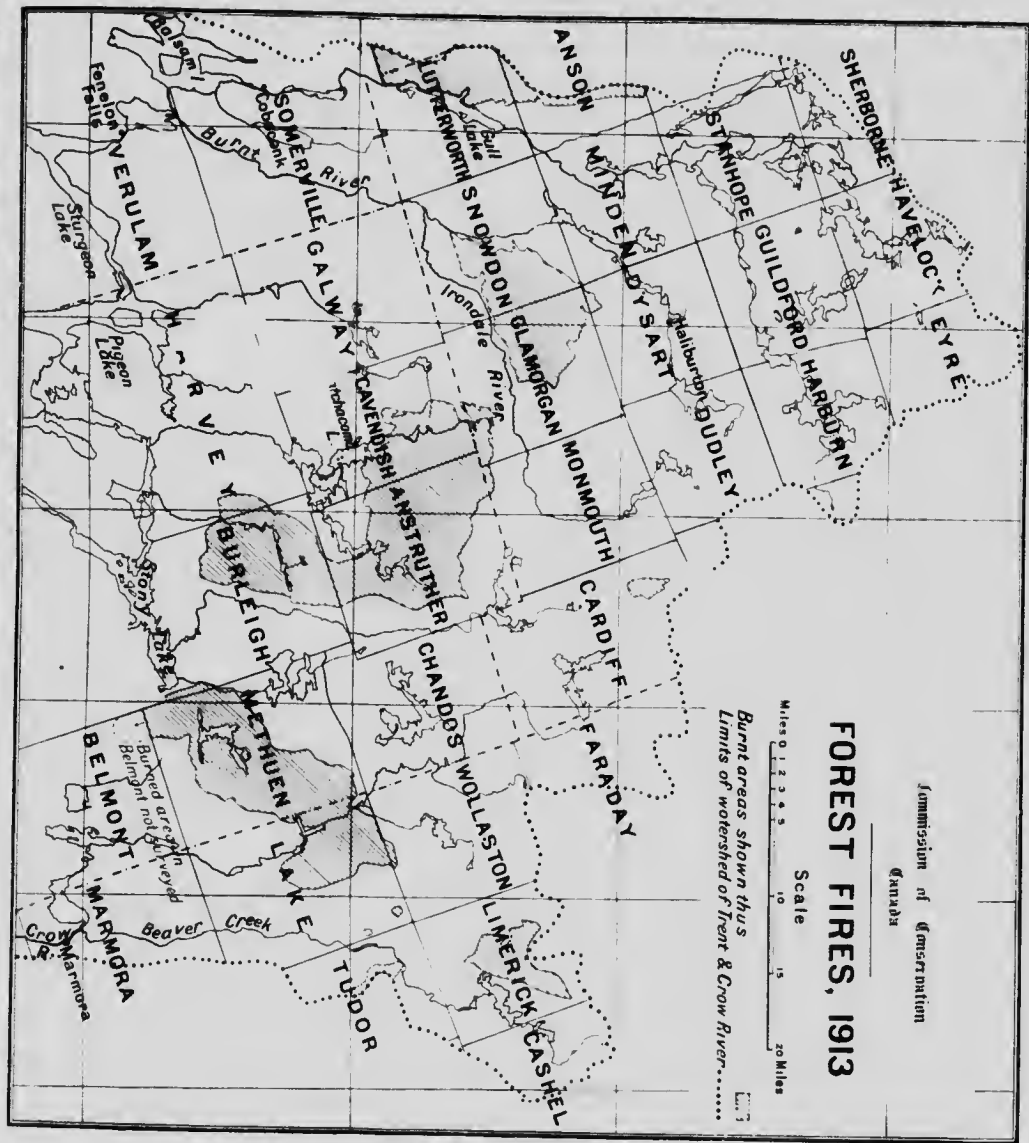 Commission of Conservation
Canada
FOREST FIRES, 1913
Scale
Miles 0 1 2 3 4 5 10 15 20 Miles
Burnt areas shown thus
Limits of watershed of Trent & Crow River
SHERBORNE
HAVELOCK
EYRE
STANHOPE
GUILDFORD
HARBURN
ANSON
MINDEN
DYSART
Haliburton
DUDLEY
LUTTERWORTH
Gull Lake
SNOWDON
GLAMORGAN
MONMOUTH
CARDIFF
FARADAY
Irondale River
Balsam
SOMERVILLE
Coboconk
Burnt River
GALWAY
CAVENDISH
ANSTRUTHER
CHANDOS
WOLLASTON
LIMERICK
CASHEL
Fenelon Falls
VERULAM
Sturgeon Lake
HARVEY
Pigeon Lake
BURLEIGH
Stony Lake
METHUEN
LAKE
TUDOR
BELMONT
Burned area in
Belmont not surveyed
MARMORA
Beaver Creek
Crow R.
Marmora